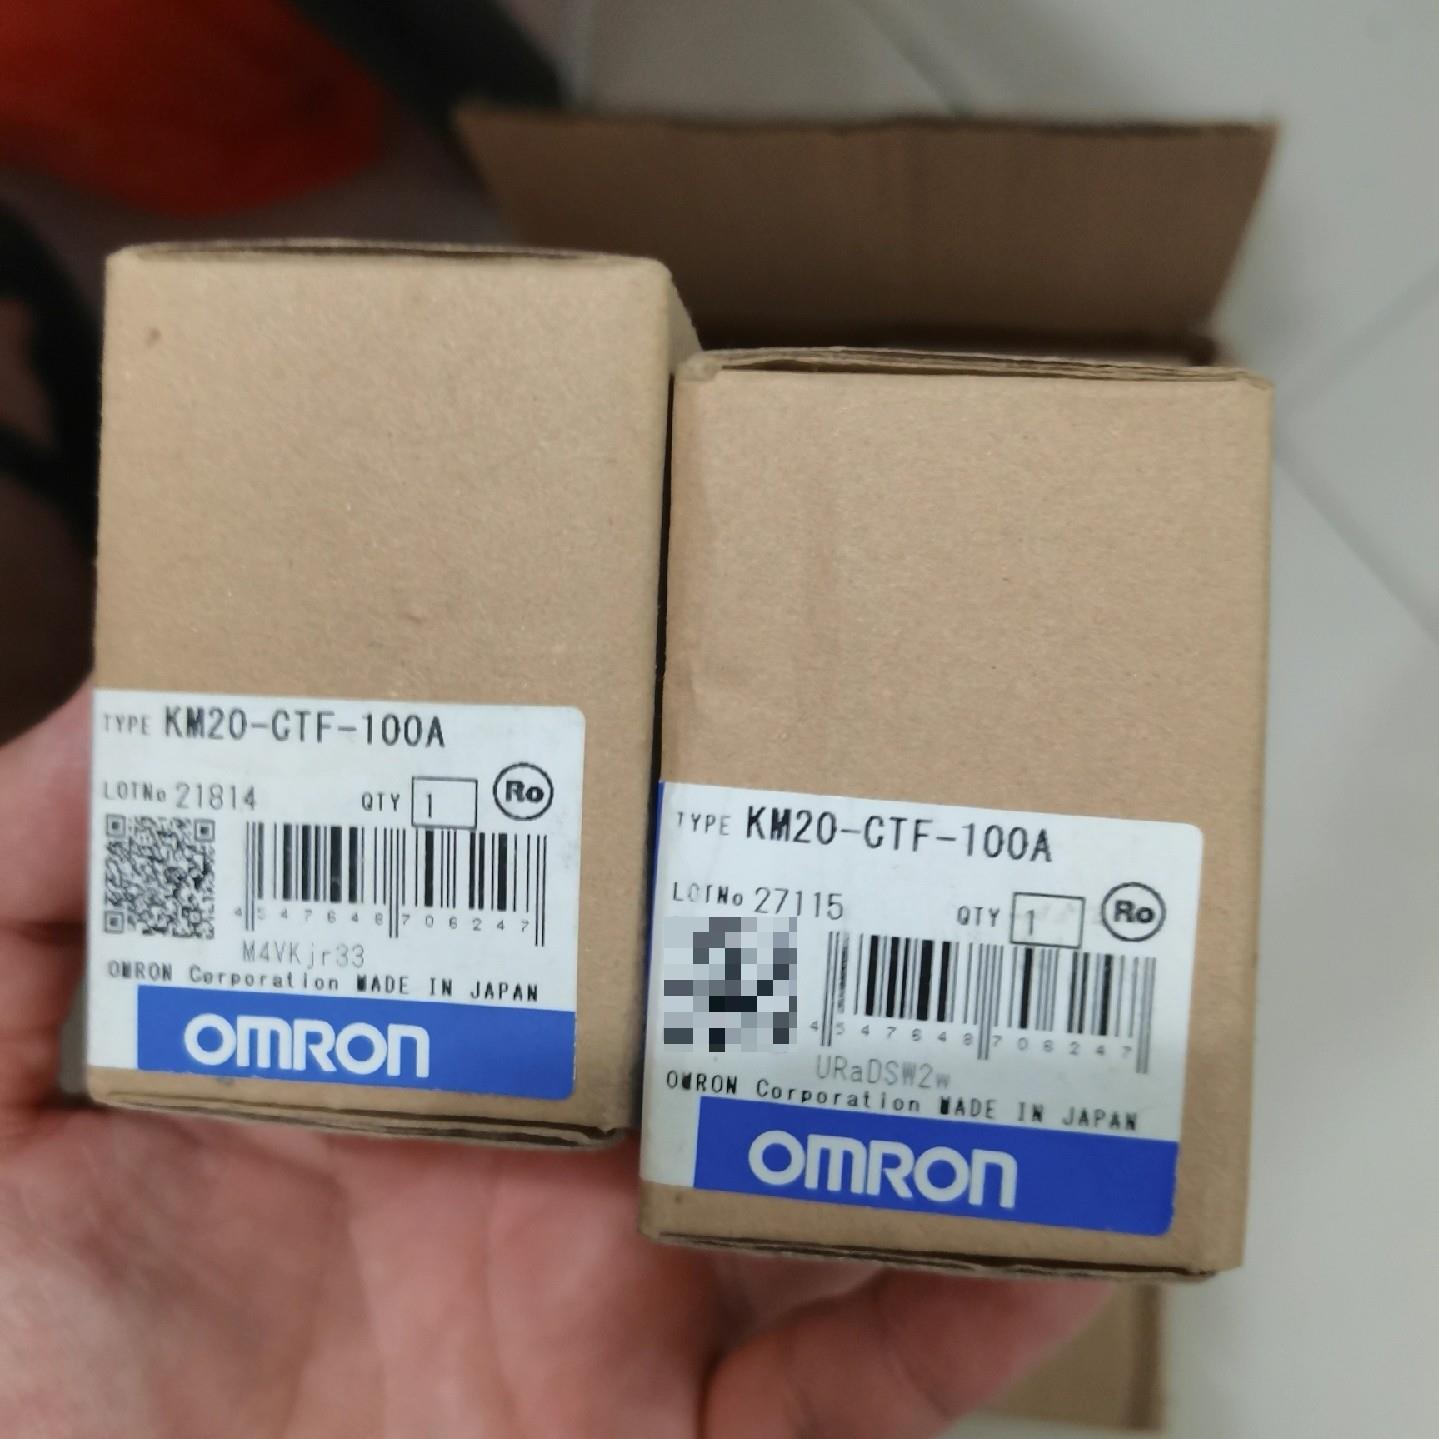 TYPE KM20-CTF-100A
LOTNo 21814 QTY 1 Ro
4 547648 706247
M4VKjr33
OMRON Corporation MADE IN JAPAN
OMRON
TYPE KM20-CTF-100A
LOTNo 27115 QTY 1 Ro
4 547648 706247
URaDSW2w
OMRON Corporation MADE IN JAPAN
OMRON